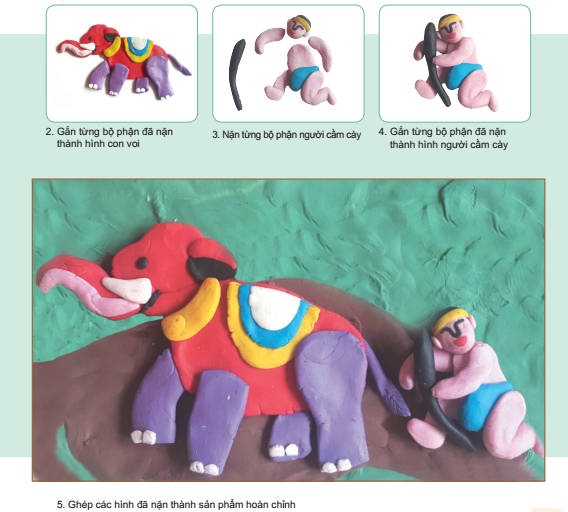 2. Gắn từng bộ phận đã nặn
thành hình con voi
3. Nặn từng bộ phận người cầm cày
4. Gắn từng bộ phận đã nặn
thành hình người cầm cày
5. Ghép các hình đã nặn thành sản phẩm hoàn chỉnh